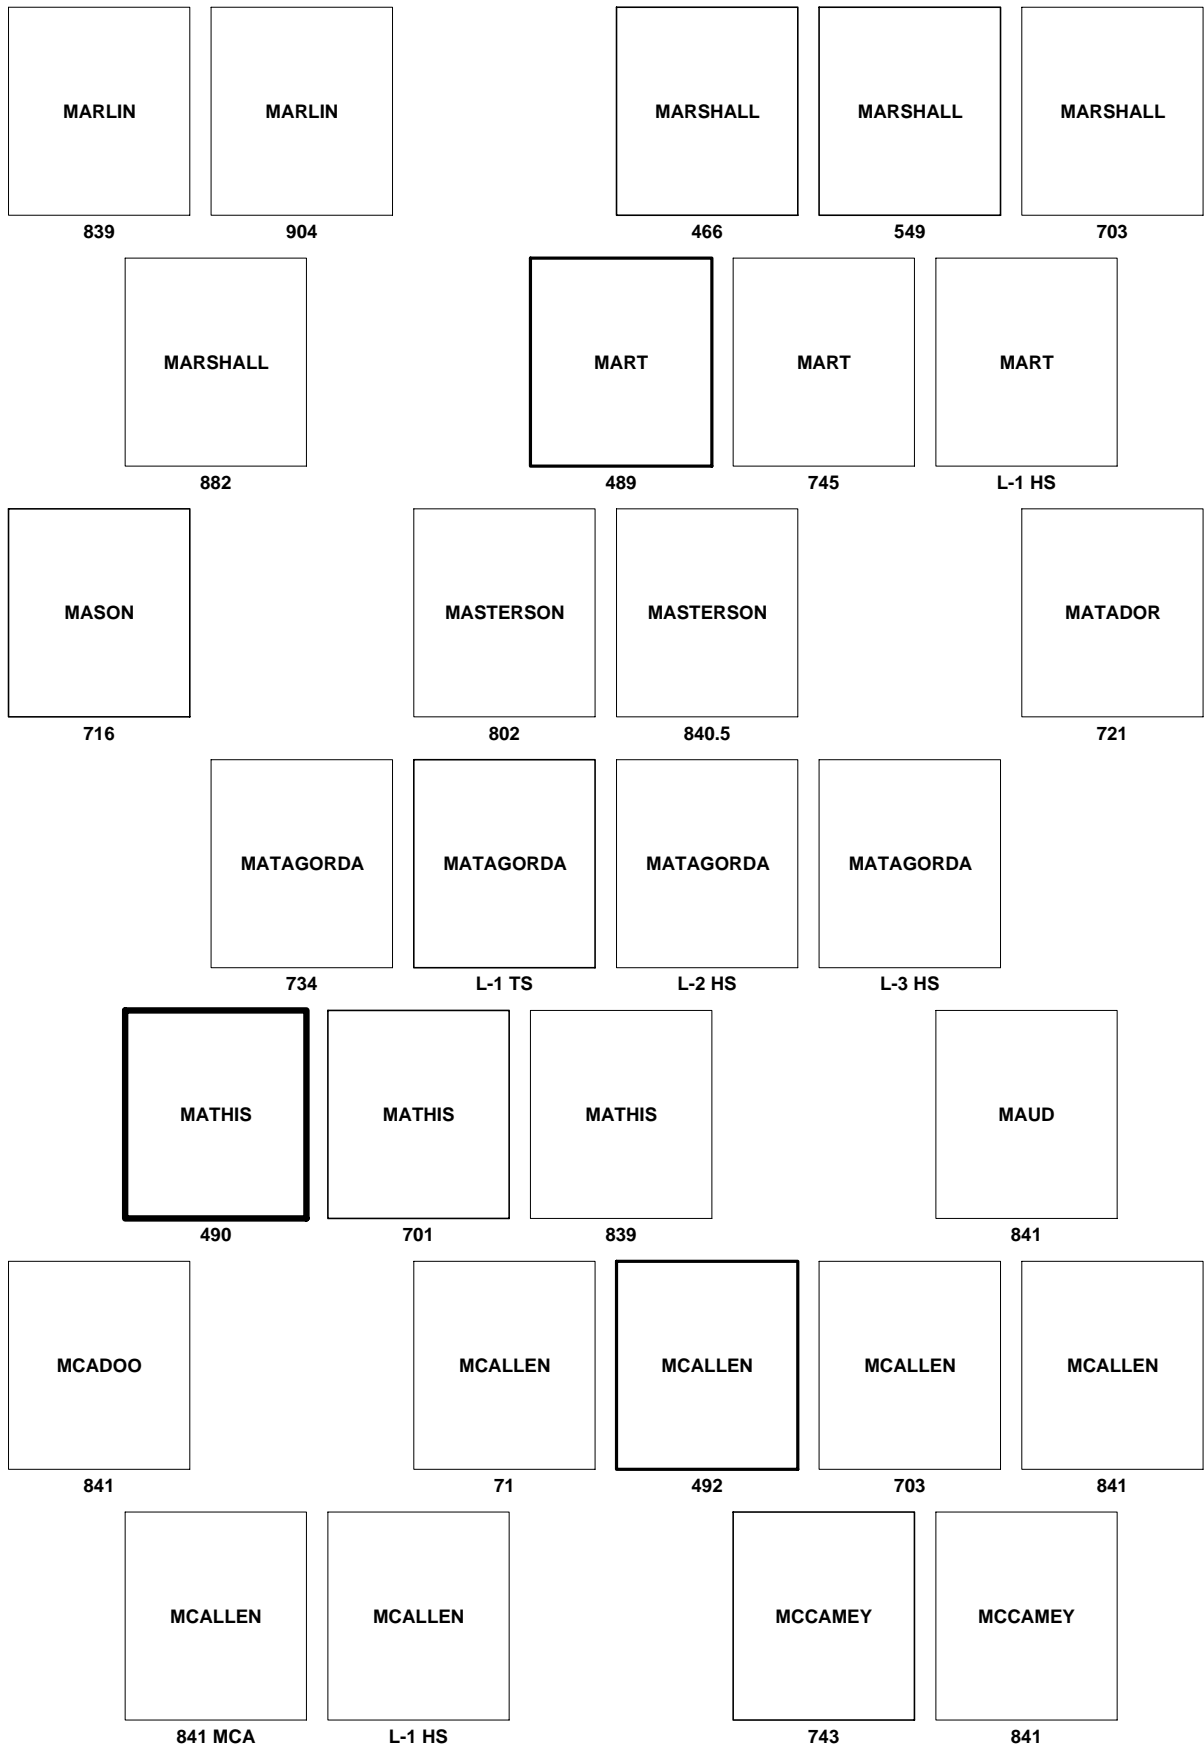 MARLIN MARLIN MARSHALL MARSHALL MARSHALL
839 904 466 549 703
MARSHALL MART MART MART
882 489 745 L-1 HS
MASON MASTERSON MASTERSON MATADOR
716 802 840.5 721
MATAGORDA MATAGORDA MATAGORDA MATAGORDA
734 L-1 TS L-2 HS L-3 HS
MATHIS MATHIS MATHIS MAUD
490 701 839 841
MCADOO MCALLEN MCALLEN MCALLEN MCALLEN
841 71 492 703 841
MCALLEN MCALLEN MCCAMEY MCCAMEY
841 MCA L-1 HS 743 841